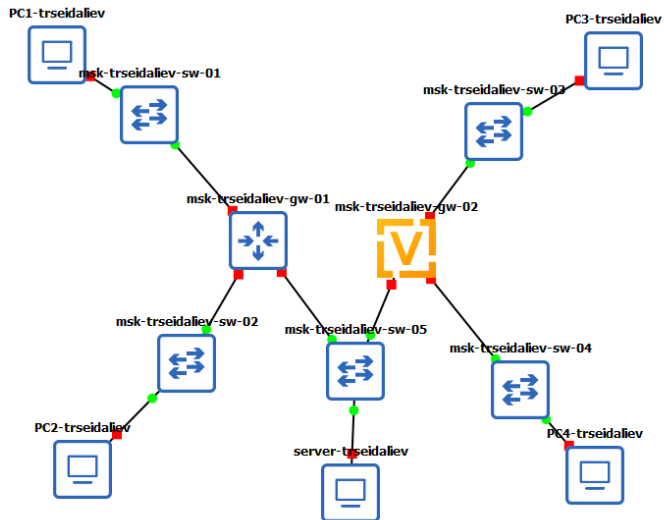 PC1-trseidaliev
PC3-trseidaliev
msk-trseidaliev-sw-01
msk-trseidaliev-sw-03
msk-trseidaliev-gw-01
msk-trseidaliev-gw-02
V
msk-trseidaliev-sw-02
msk-trseidaliev-sw-05
msk-trseidaliev-sw-04
PC2-trseidaliev
server-trseidaliev
PC4-trseidaliev